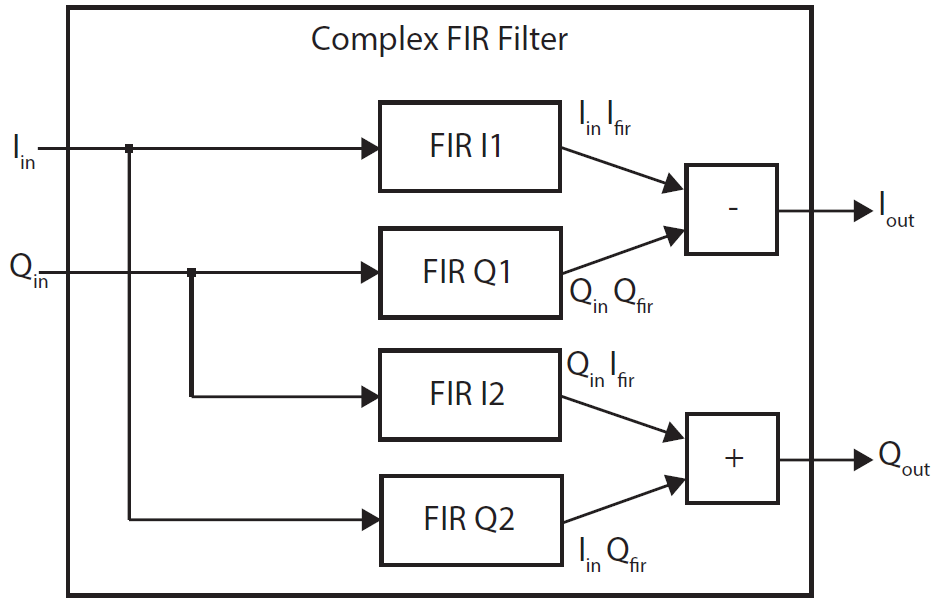 Complex FIR Filter
I_in
FIR I1
I_in I_fir
-
I_out
Q_in
FIR Q1
Q_in Q_fir
FIR I2
Q_in I_fir
+
Q_out
FIR Q2
I_in Q_fir